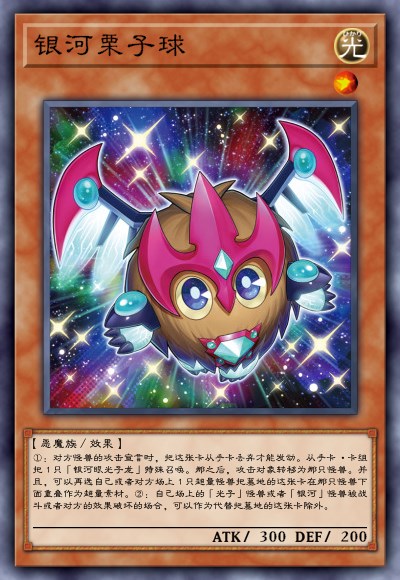 银河栗子球
ひかり
光
【恶魔族/效果】
①:对方怪兽的攻击宣言时,把这张卡从手卡丢弃才能发动。从手卡·卡组
把1只「银河眼光子龙」特殊召唤。那之后,攻击对象转移为那只怪兽。并
且,可以再选自己或者对方场上1只超量怪兽把墓地的这张卡在那只怪兽下
面重叠作为超量素材。②:自己场上的「光子」怪兽或者「银河」怪兽被战
斗或者对方的效果破坏的场合,可以作为代替把墓地的这张卡除外。
ATK/ 300 DEF/ 200